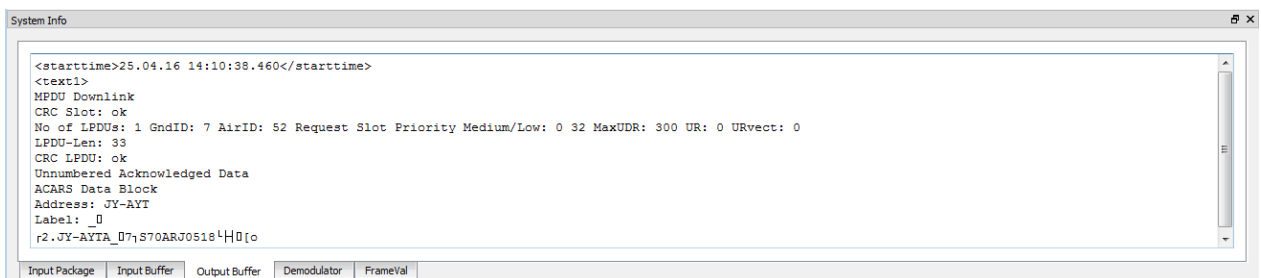 System Info
<starttime>25.04.16 14:10:38.460</starttime>
<text1>
MPDU Downlink
CRC Slot: ok
No of LPDUs: 1 GndID: 7 AirID: 52 Request Slot Priority Medium/Low: 0 32 MaxUDR: 300 UR: 0 URvect: 0
LPDU-Len: 33
CRC LPDU: ok
Unnumbered Acknowledged Data
ACARS Data Block
Address: JY-AYT
Label: _▯
┌2.JY-AYTA_▯7┐S70ARJ0518└┤▯[o
Input Package Input Buffer Output Buffer Demodulator FrameVal